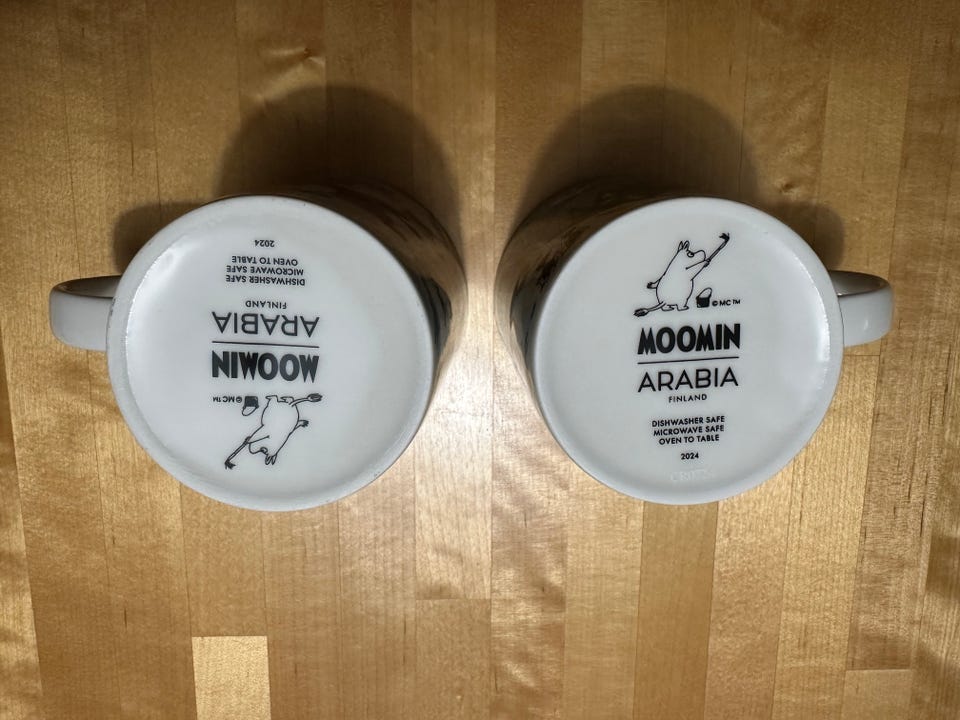 © MC™
MOOMIN
ARABIA
FINLAND
DISHWASHER SAFE
MICROWAVE SAFE
OVEN TO TABLE
2024
© MC™
MOOMIN
ARABIA
FINLAND
DISHWASHER SAFE
MICROWAVE SAFE
OVEN TO TABLE
2024